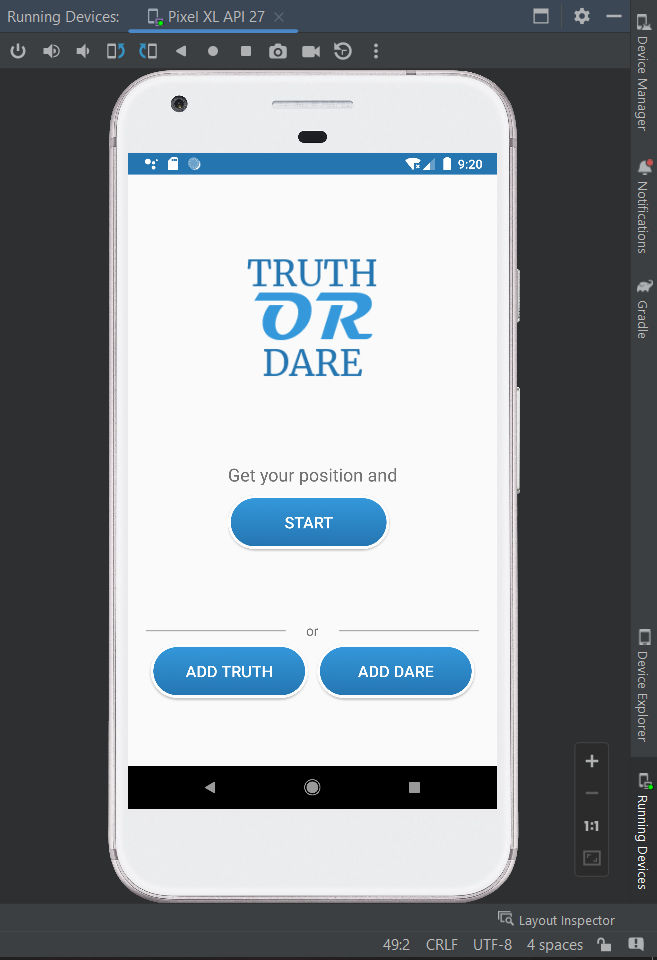 Running Devices: Pixel XL API 27
Device Manager
Notifications
Gradle
9:20
TRUTH
OR
DARE
Get your position and
START
or
ADD TRUTH ADD DARE
Device Explorer
1:1
Running Devices
Layout Inspector
49:2 CRLF UTF-8 4 spaces